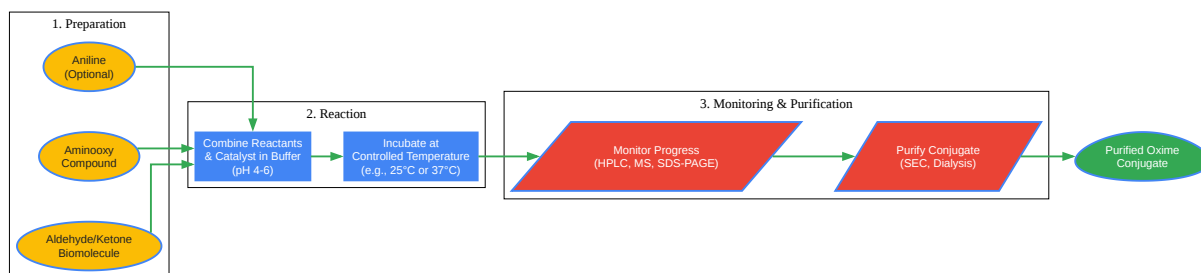 1. Preparation
Aniline
(Optional)
Aminooxy
Compound
Aldehyde/Ketone
Biomolecule
2. Reaction
Combine Reactants
& Catalyst in Buffer
(pH 4-6)
Incubate at
Controlled Temperature
(e.g., 25°C or 37°C)
3. Monitoring & Purification
Monitor Progress
(HPLC, MS, SDS-PAGE)
Purify Conjugate
(SEC, Dialysis)
Purified Oxime
Conjugate